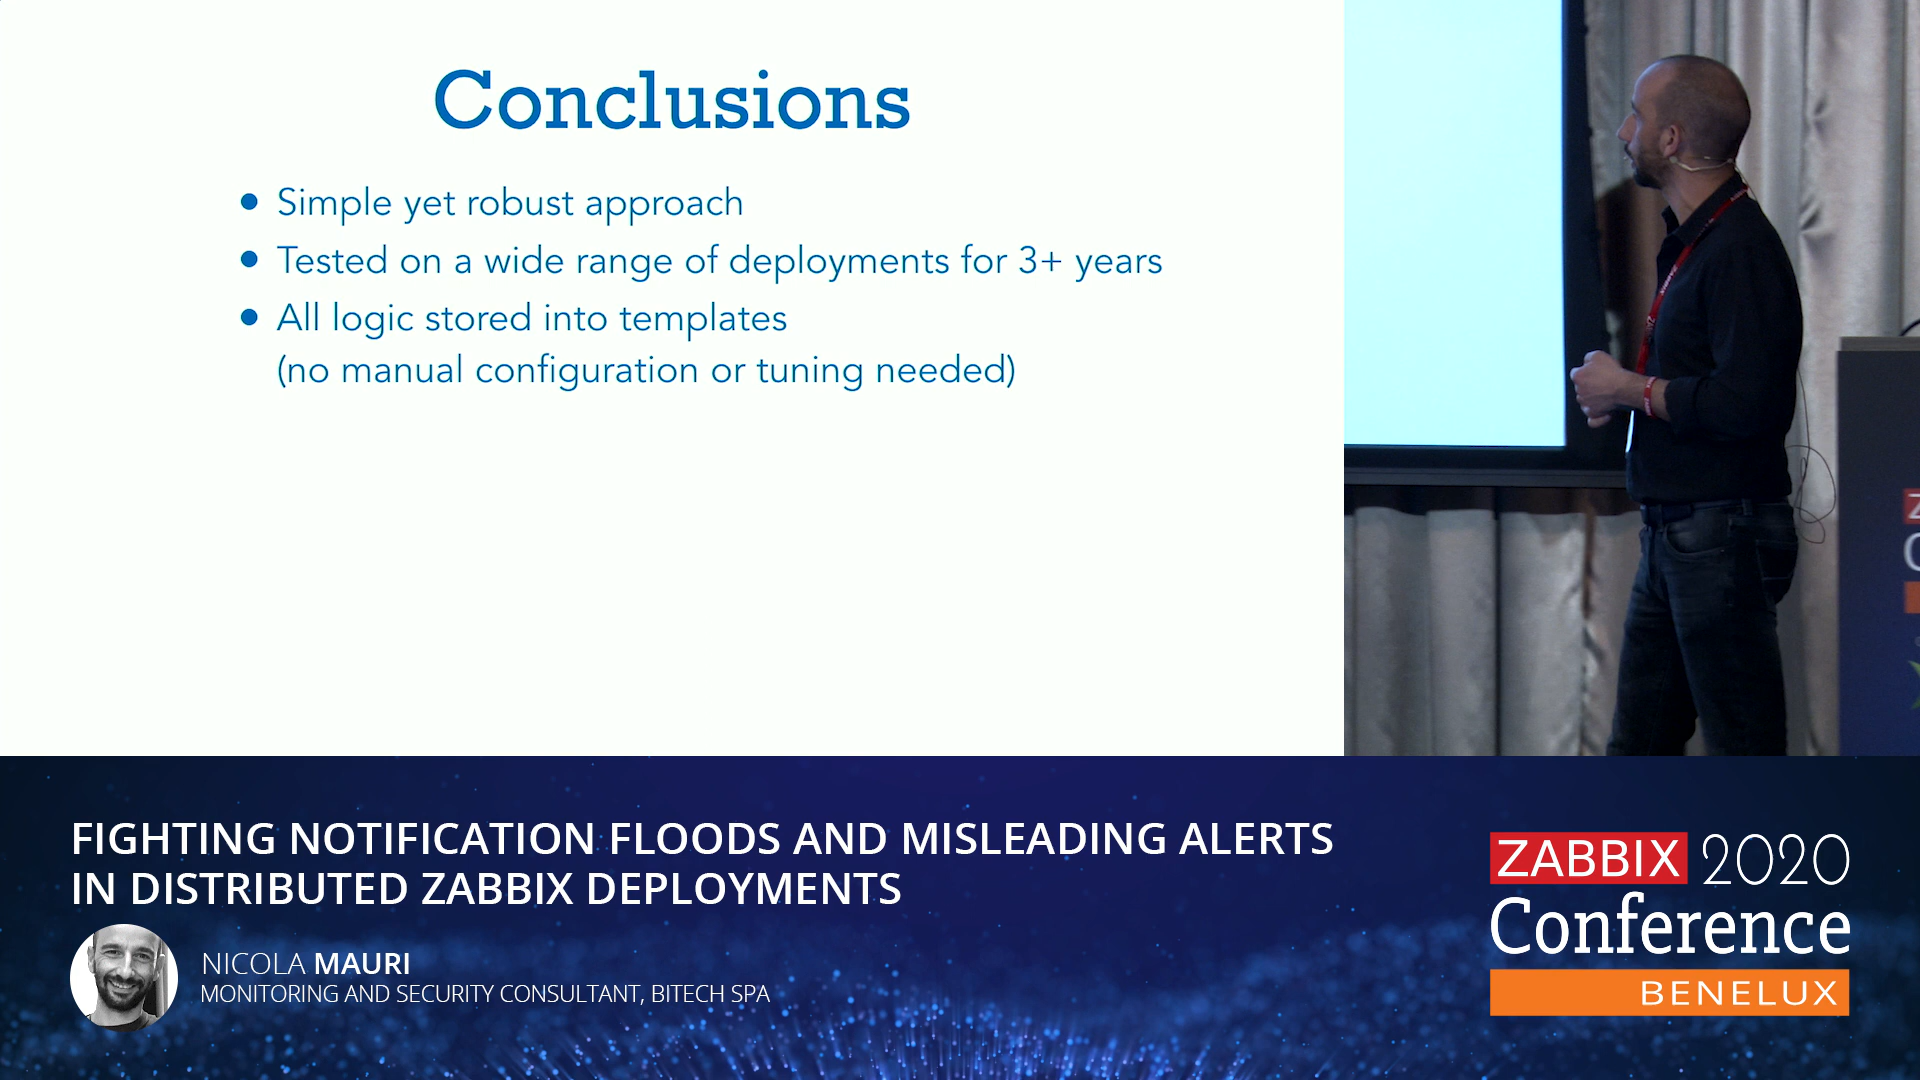 Conclusions
• Simple yet robust approach
• Tested on a wide range of deployments for 3+ years
• All logic stored into templates
(no manual configuration or tuning needed)
FIGHTING NOTIFICATION FLOODS AND MISLEADING ALERTS
IN DISTRIBUTED ZABBIX DEPLOYMENTS
NICOLA MAURI
MONITORING AND SECURITY CONSULTANT, BITECH SPA
ZABBIX 2020
Conference
BENELUX